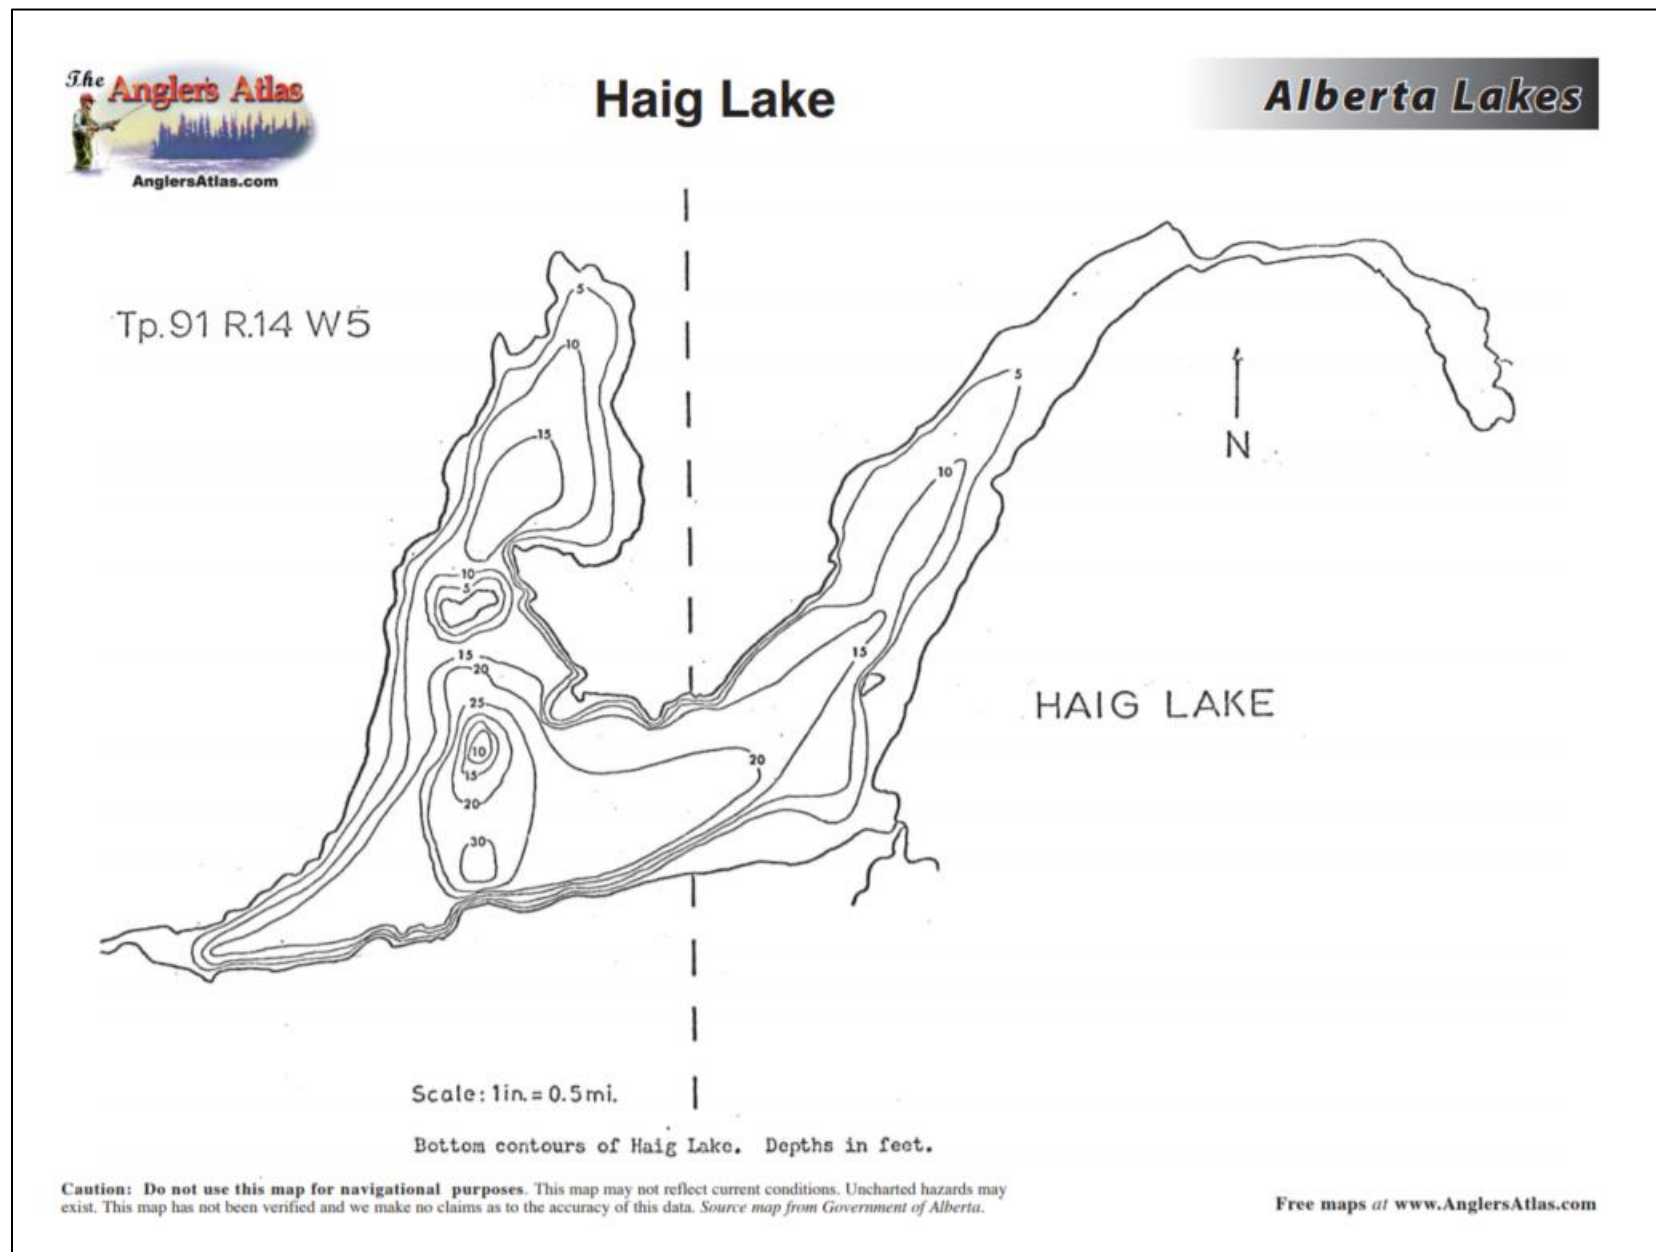 The Angler's Atlas
AnglersAtlas.com
Haig Lake
Alberta Lakes
Tp.91 R.14 W5
5
10
15
10
5
15
20
25
10
15
20
30
5
10
15
20
N
HAIG LAKE
Scale: 1in. = 0.5mi.
Bottom contours of Haig Lake. Depths in feet.
Caution: Do not use this map for navigational purposes. This map may not reflect current conditions. Uncharted hazards may
exist. This map has not been verified and we make no claims as to the accuracy of this data. Source map from Government of Alberta.
Free maps at www.AnglersAtlas.com